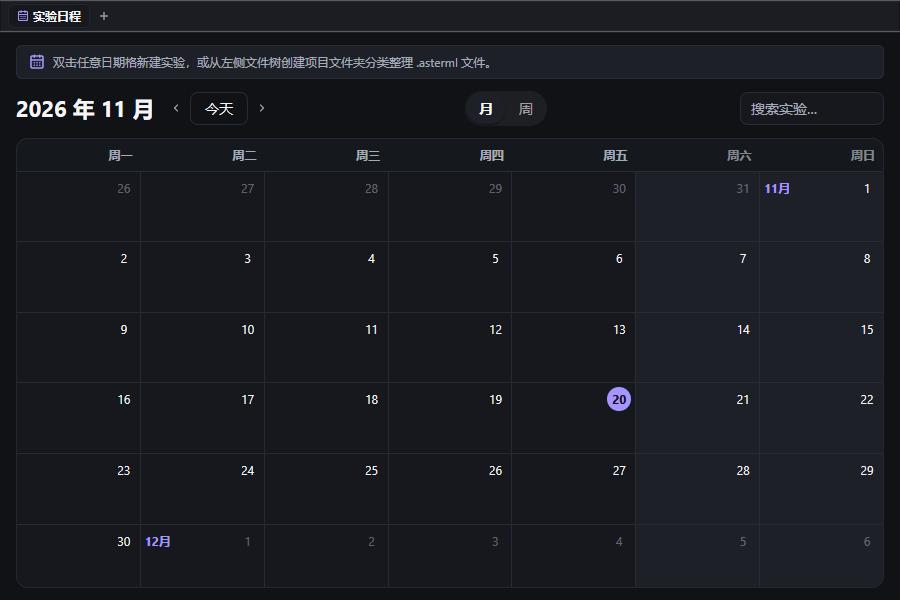 实验日程 +
双击任意日期格新建实验，或从左侧文件树创建项目文件夹分类整理 .asterml 文件。
2026 年 11 月 ‹ 今天 › 月 周 搜索实验...
周一 周二 周三 周四 周五 周六 周日
26 27 28 29 30 31 11月 1
2 3 4 5 6 7 8
9 10 11 12 13 14 15
16 17 18 19 20 21 22
23 24 25 26 27 28 29
30 12月 1 2 3 4 5 6